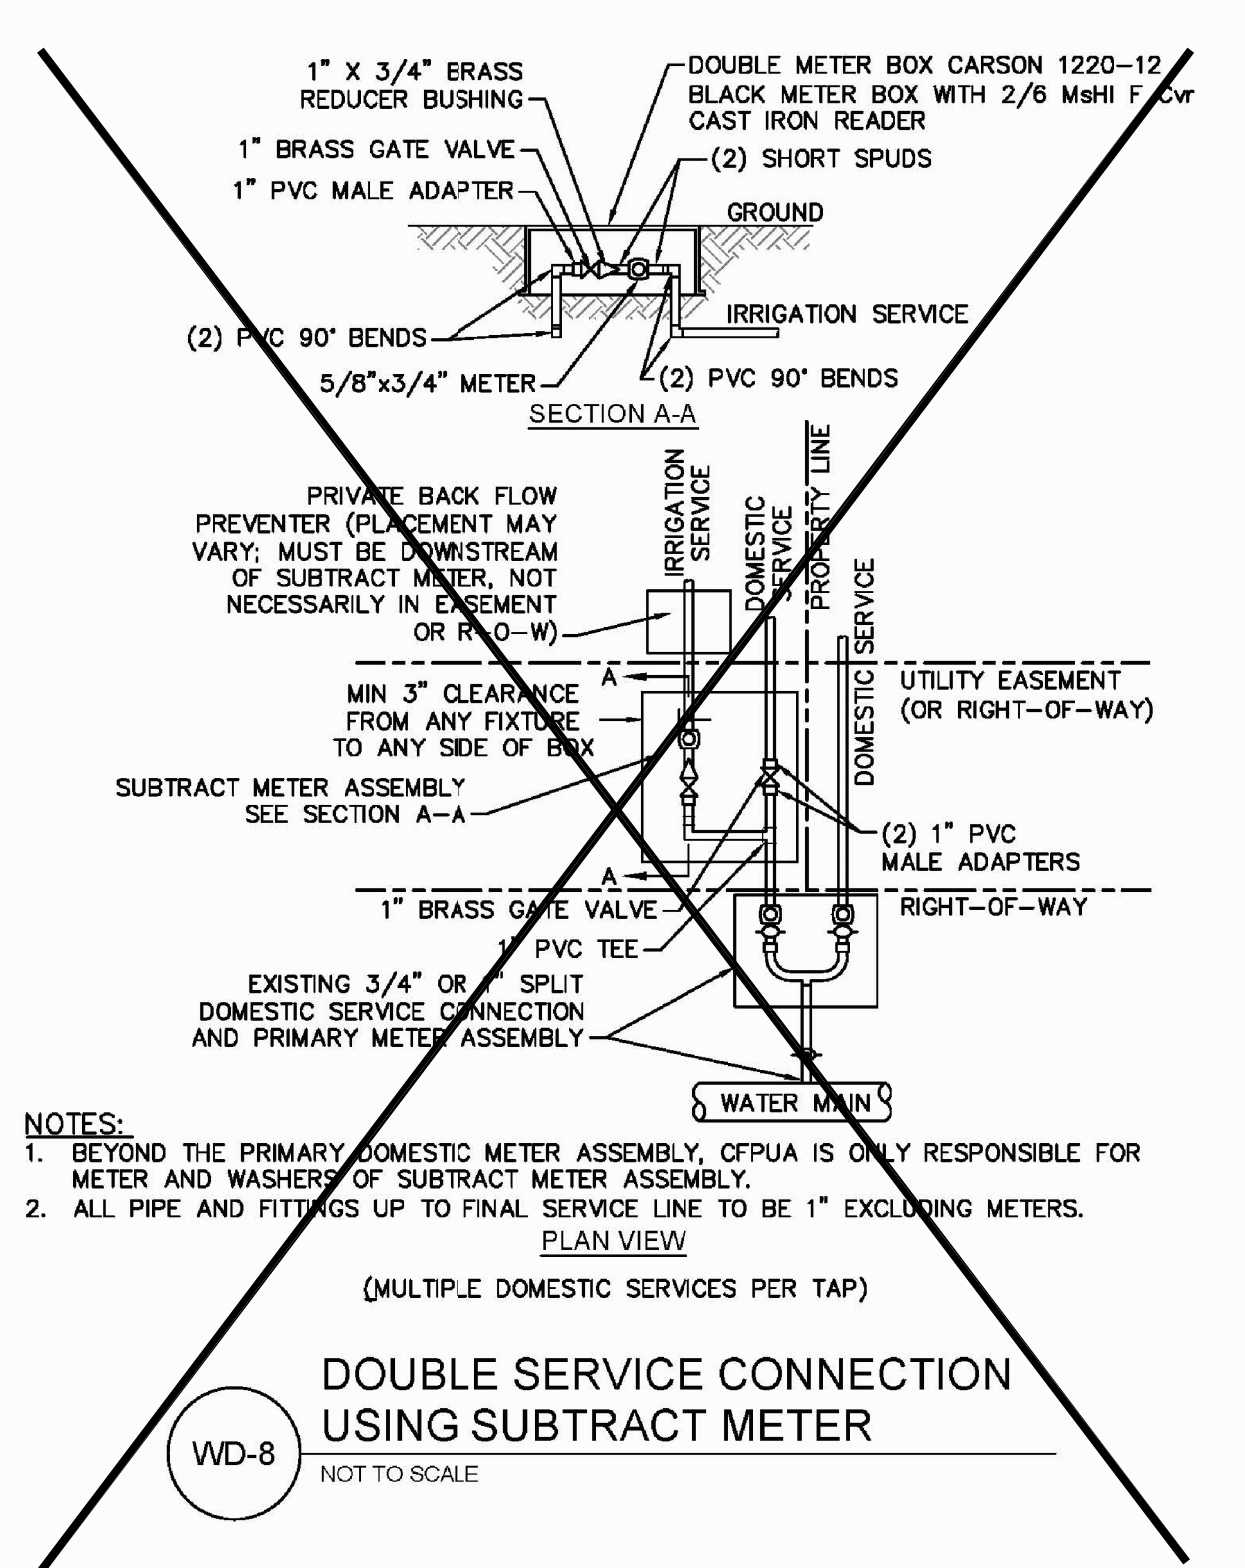 1" X 3/4" BRASS
REDUCER BUSHING
1" BRASS GATE VALVE
1" PVC MALE ADAPTER
DOUBLE METER BOX CARSON 1220-12
BLACK METER BOX WITH 2/6 MsHI F Cvr
CAST IRON READER
(2) SHORT SPUDS
GROUND
IRRIGATION SERVICE
(2) PVC 90° BENDS
5/8"x3/4" METER
(2) PVC 90° BENDS
SECTION A-A
IRRIGATION
SERVICE
DOMESTIC
SERVICE
PROPERTY LINE
DOMESTIC SERVICE
PRIVATE BACK FLOW
PREVENTER (PLACEMENT MAY
VARY; MUST BE DOWNSTREAM
OF SUBTRACT METER, NOT
NECESSARILY IN EASEMENT
OR R-O-W)
A
UTILITY EASEMENT
(OR RIGHT-OF-WAY)
MIN 3" CLEARANCE
FROM ANY FIXTURE
TO ANY SIDE OF BOX
SUBTRACT METER ASSEMBLY
SEE SECTION A-A
(2) 1" PVC
MALE ADAPTERS
A
1" BRASS GATE VALVE
RIGHT-OF-WAY
1" PVC TEE
EXISTING 3/4" OR 1" SPLIT
DOMESTIC SERVICE CONNECTION
AND PRIMARY METER ASSEMBLY
WATER MAIN
NOTES:
1. BEYOND THE PRIMARY DOMESTIC METER ASSEMBLY, CFPUA IS ONLY RESPONSIBLE FOR
METER AND WASHERS OF SUBTRACT METER ASSEMBLY.
2. ALL PIPE AND FITTINGS UP TO FINAL SERVICE LINE TO BE 1" EXCLUDING METERS.
PLAN VIEW
(MULTIPLE DOMESTIC SERVICES PER TAP)
DOUBLE SERVICE CONNECTION
USING SUBTRACT METER
WD-8
NOT TO SCALE